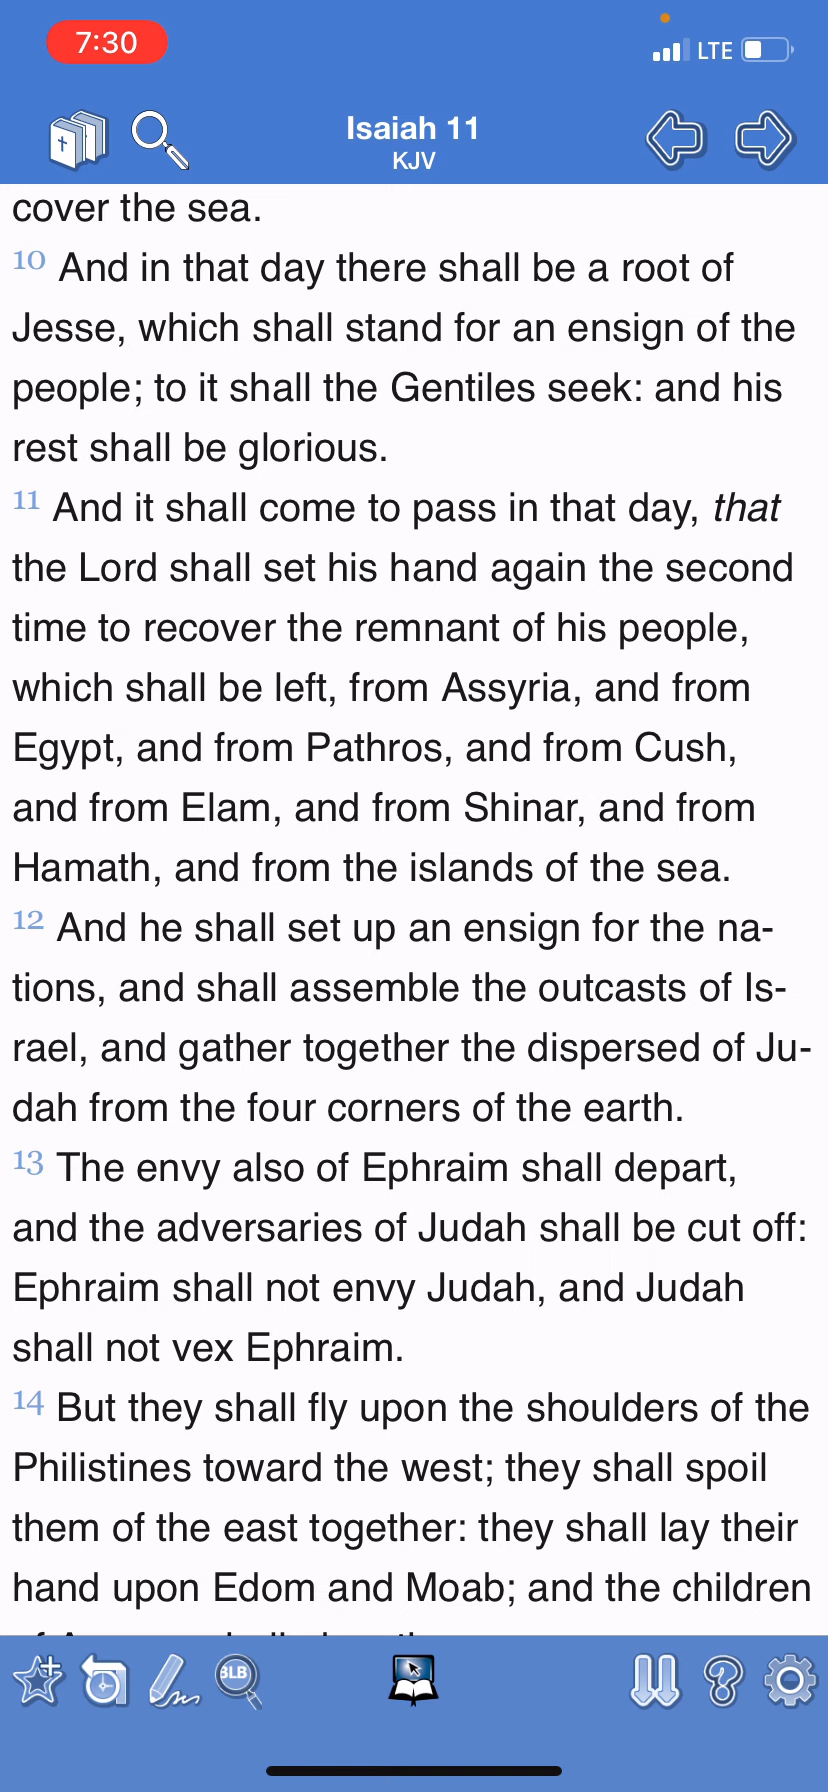 7:30
LTE
Isaiah 11
KJV
cover the sea.
10 And in that day there shall be a root of
Jesse, which shall stand for an ensign of the
people; to it shall the Gentiles seek: and his
rest shall be glorious.
11 And it shall come to pass in that day, that
the Lord shall set his hand again the second
time to recover the remnant of his people,
which shall be left, from Assyria, and from
Egypt, and from Pathros, and from Cush,
and from Elam, and from Shinar, and from
Hamath, and from the islands of the sea.
12 And he shall set up an ensign for the na-
tions, and shall assemble the outcasts of Is-
rael, and gather together the dispersed of Ju-
dah from the four corners of the earth.
13 The envy also of Ephraim shall depart,
and the adversaries of Judah shall be cut off:
Ephraim shall not envy Judah, and Judah
shall not vex Ephraim.
14 But they shall fly upon the shoulders of the
Philistines toward the west; they shall spoil
them of the east together: they shall lay their
hand upon Edom and Moab; and the children
BLB